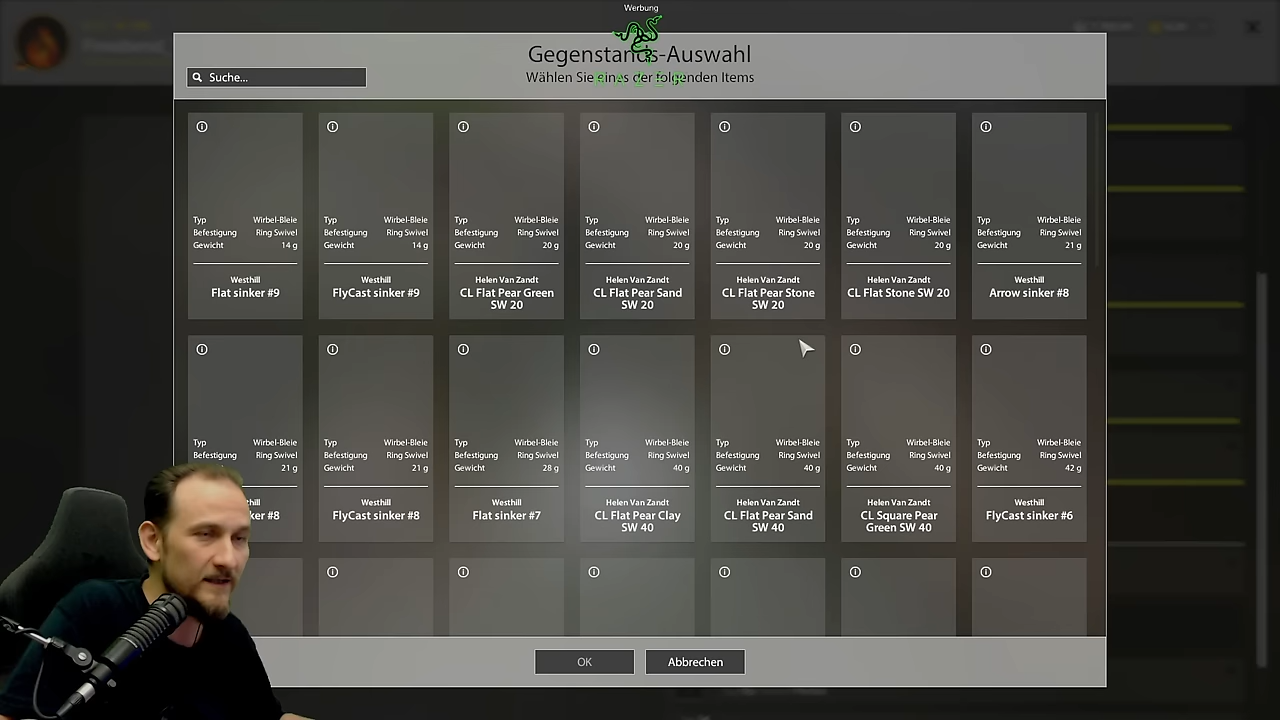 Werbung
Gegenstands-Auswahl
Suche...
Wählen Sie eines der folgenden Items
RAZER
Typ Wirbel-Bleie
Befestigung Ring Swivel
Gewicht 14 g
Westhill
Flat sinker #9
Typ Wirbel-Bleie
Befestigung Ring Swivel
Gewicht 14 g
Westhill
FlyCast sinker #9
Typ Wirbel-Bleie
Befestigung Ring Swivel
Gewicht 20 g
Helen Van Zandt
CL Flat Pear Green
SW 20
Typ Wirbel-Bleie
Befestigung Ring Swivel
Gewicht 20 g
Helen Van Zandt
CL Flat Pear Sand
SW 20
Typ Wirbel-Bleie
Befestigung Ring Swivel
Gewicht 20 g
Helen Van Zandt
CL Flat Pear Stone
SW 20
Typ Wirbel-Bleie
Befestigung Ring Swivel
Gewicht 20 g
Helen Van Zandt
CL Flat Stone SW 20
Typ Wirbel-Bleie
Befestigung Ring Swivel
Gewicht 21 g
Westhill
Arrow sinker #8
Typ Wirbel-Bleie
Befestigung Ring Swivel
21 g
ker #8
Typ Wirbel-Bleie
Befestigung Ring Swivel
Gewicht 21 g
Westhill
FlyCast sinker #8
Typ Wirbel-Bleie
Befestigung Ring Swivel
Gewicht 28 g
Westhill
Flat sinker #7
Typ Wirbel-Bleie
Befestigung Ring Swivel
Gewicht 40 g
Helen Van Zandt
CL Flat Pear Clay
SW 40
Typ Wirbel-Bleie
Befestigung Ring Swivel
Gewicht 40 g
Helen Van Zandt
CL Flat Pear Sand
SW 40
Typ Wirbel-Bleie
Befestigung Ring Swivel
Gewicht 40 g
Helen Van Zandt
CL Square Pear
Green SW 40
Typ Wirbel-Bleie
Befestigung Ring Swivel
Gewicht 42 g
Westhill
FlyCast sinker #6
OK
Abbrechen